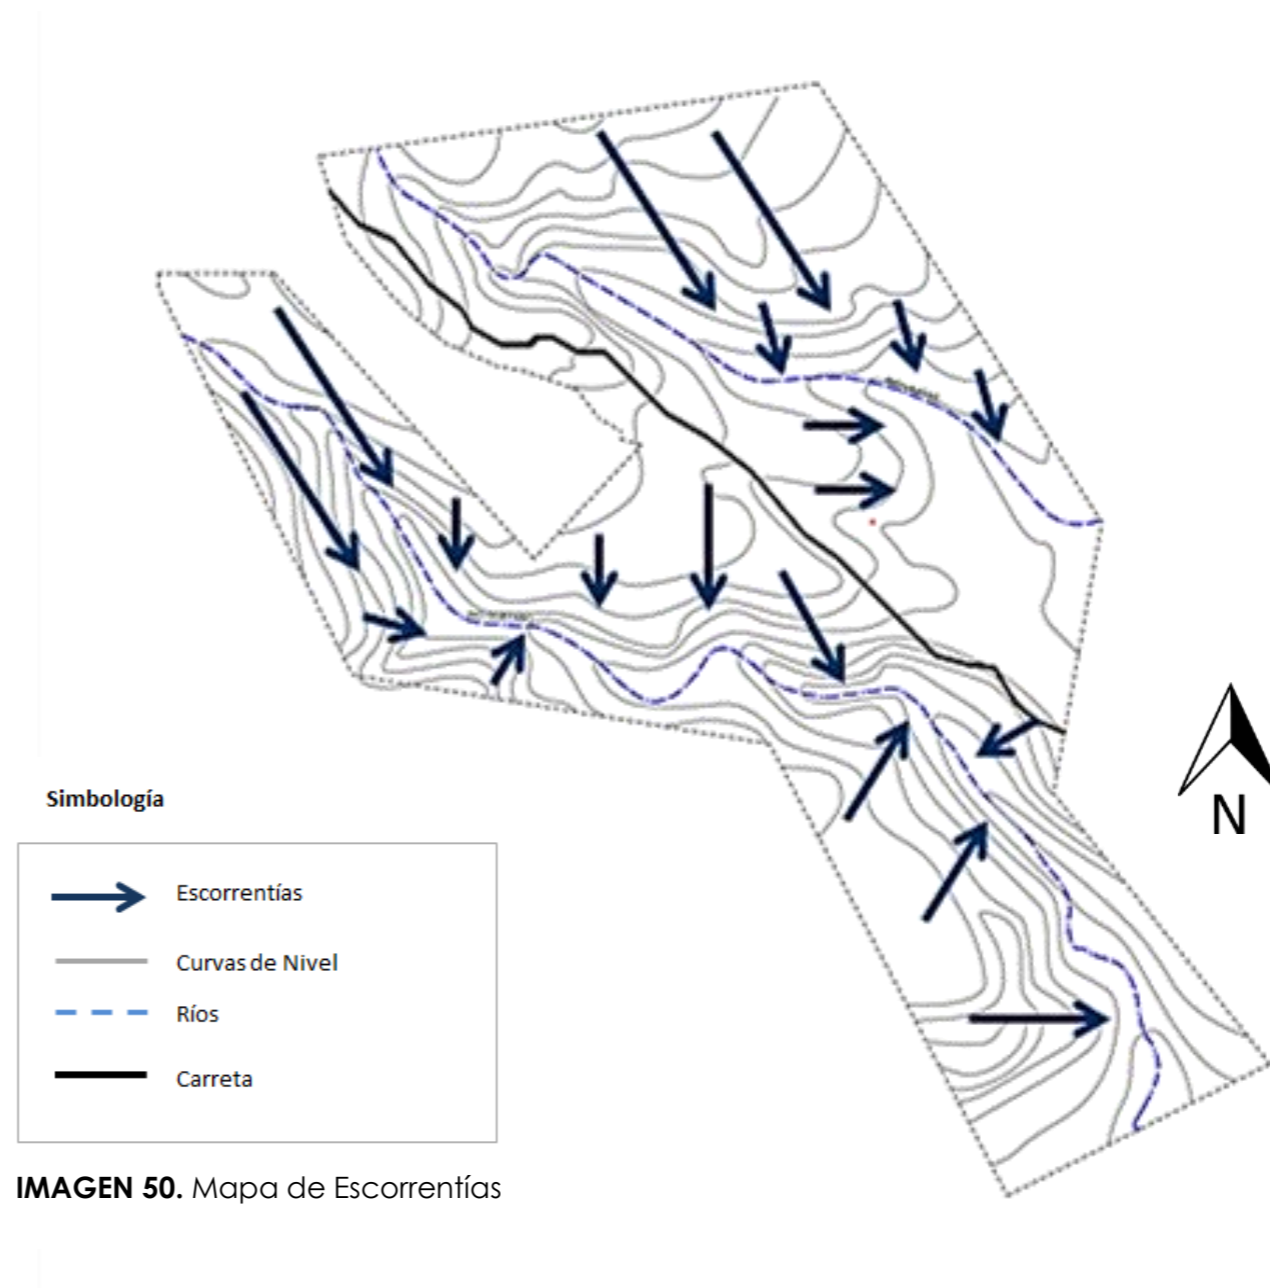 N
Simbología
Escorrentías
Curvas de Nivel
Ríos
Carreta
IMAGEN 50. Mapa de Escorrentías